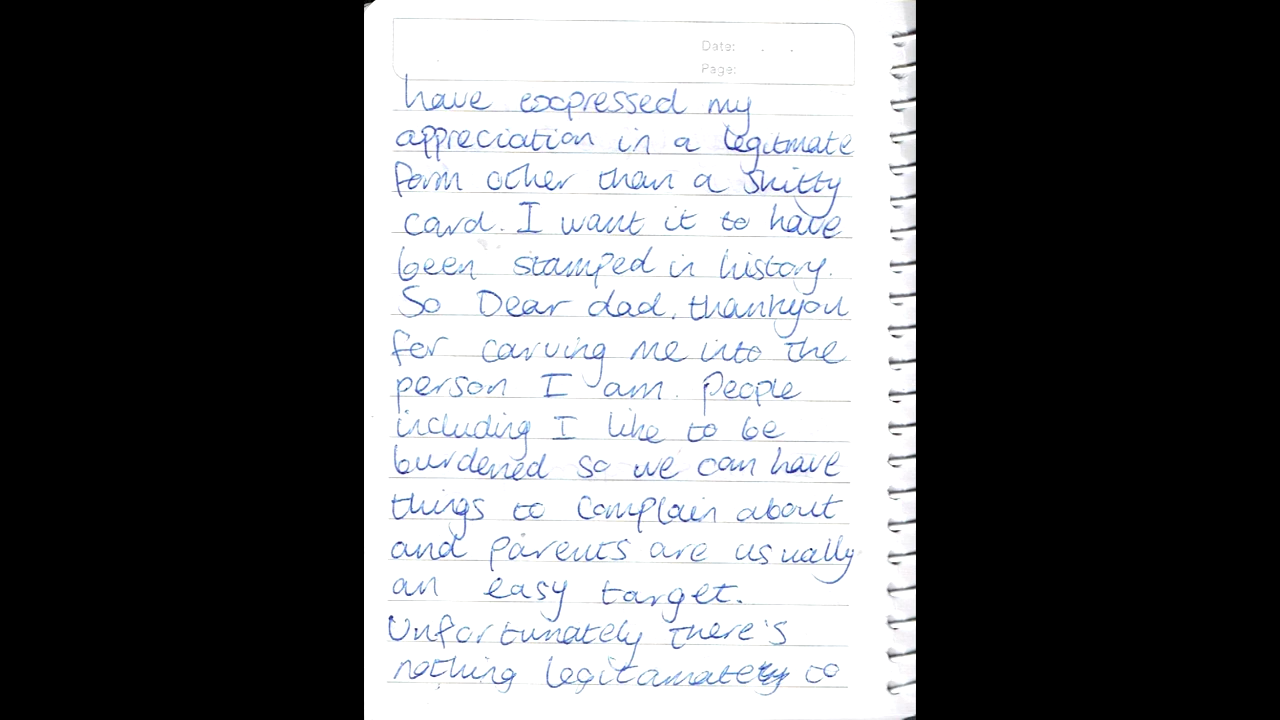 Date: . .
Page:
have expressed my
appreciation in a legitmate
form other than a shitty
card. I want it to have
been stamped in history.
So Dear dad, thankyou
for carving me into the
person I am. People
including I like to be
burdened so we can have
things to complain about
and parents are usually
an easy target.
Unfortunately there's
nothing legitamately to